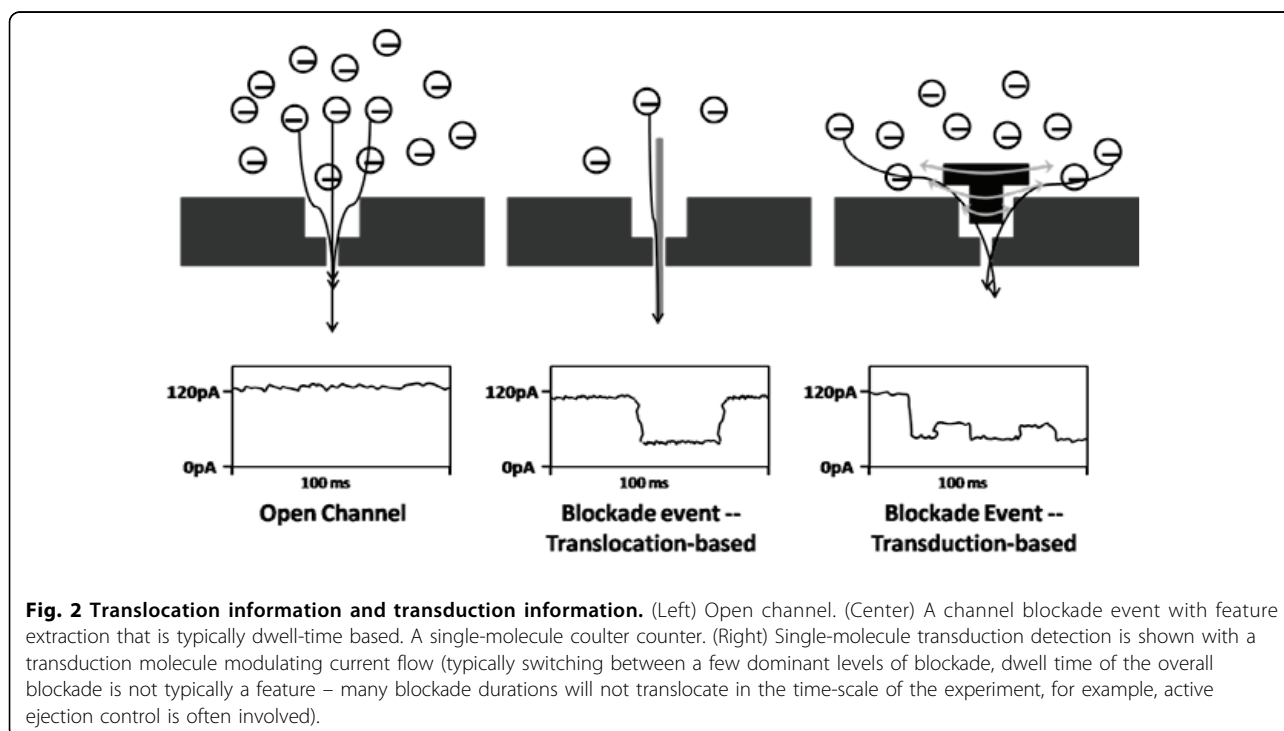 120pA
0pA
100 ms
Open Channel
120pA
0pA
100 ms
Blockade event --
Translocation-based
120pA
0pA
100 ms
Blockade Event --
Transduction-based
Fig. 2 Translocation information and transduction information. (Left) Open channel. (Center) A channel blockade event with feature
extraction that is typically dwell-time based. A single-molecule coulter counter. (Right) Single-molecule transduction detection is shown with a
transduction molecule modulating current flow (typically switching between a few dominant levels of blockade, dwell time of the overall
blockade is not typically a feature – many blockade durations will not translocate in the time-scale of the experiment, for example, active
ejection control is often involved).